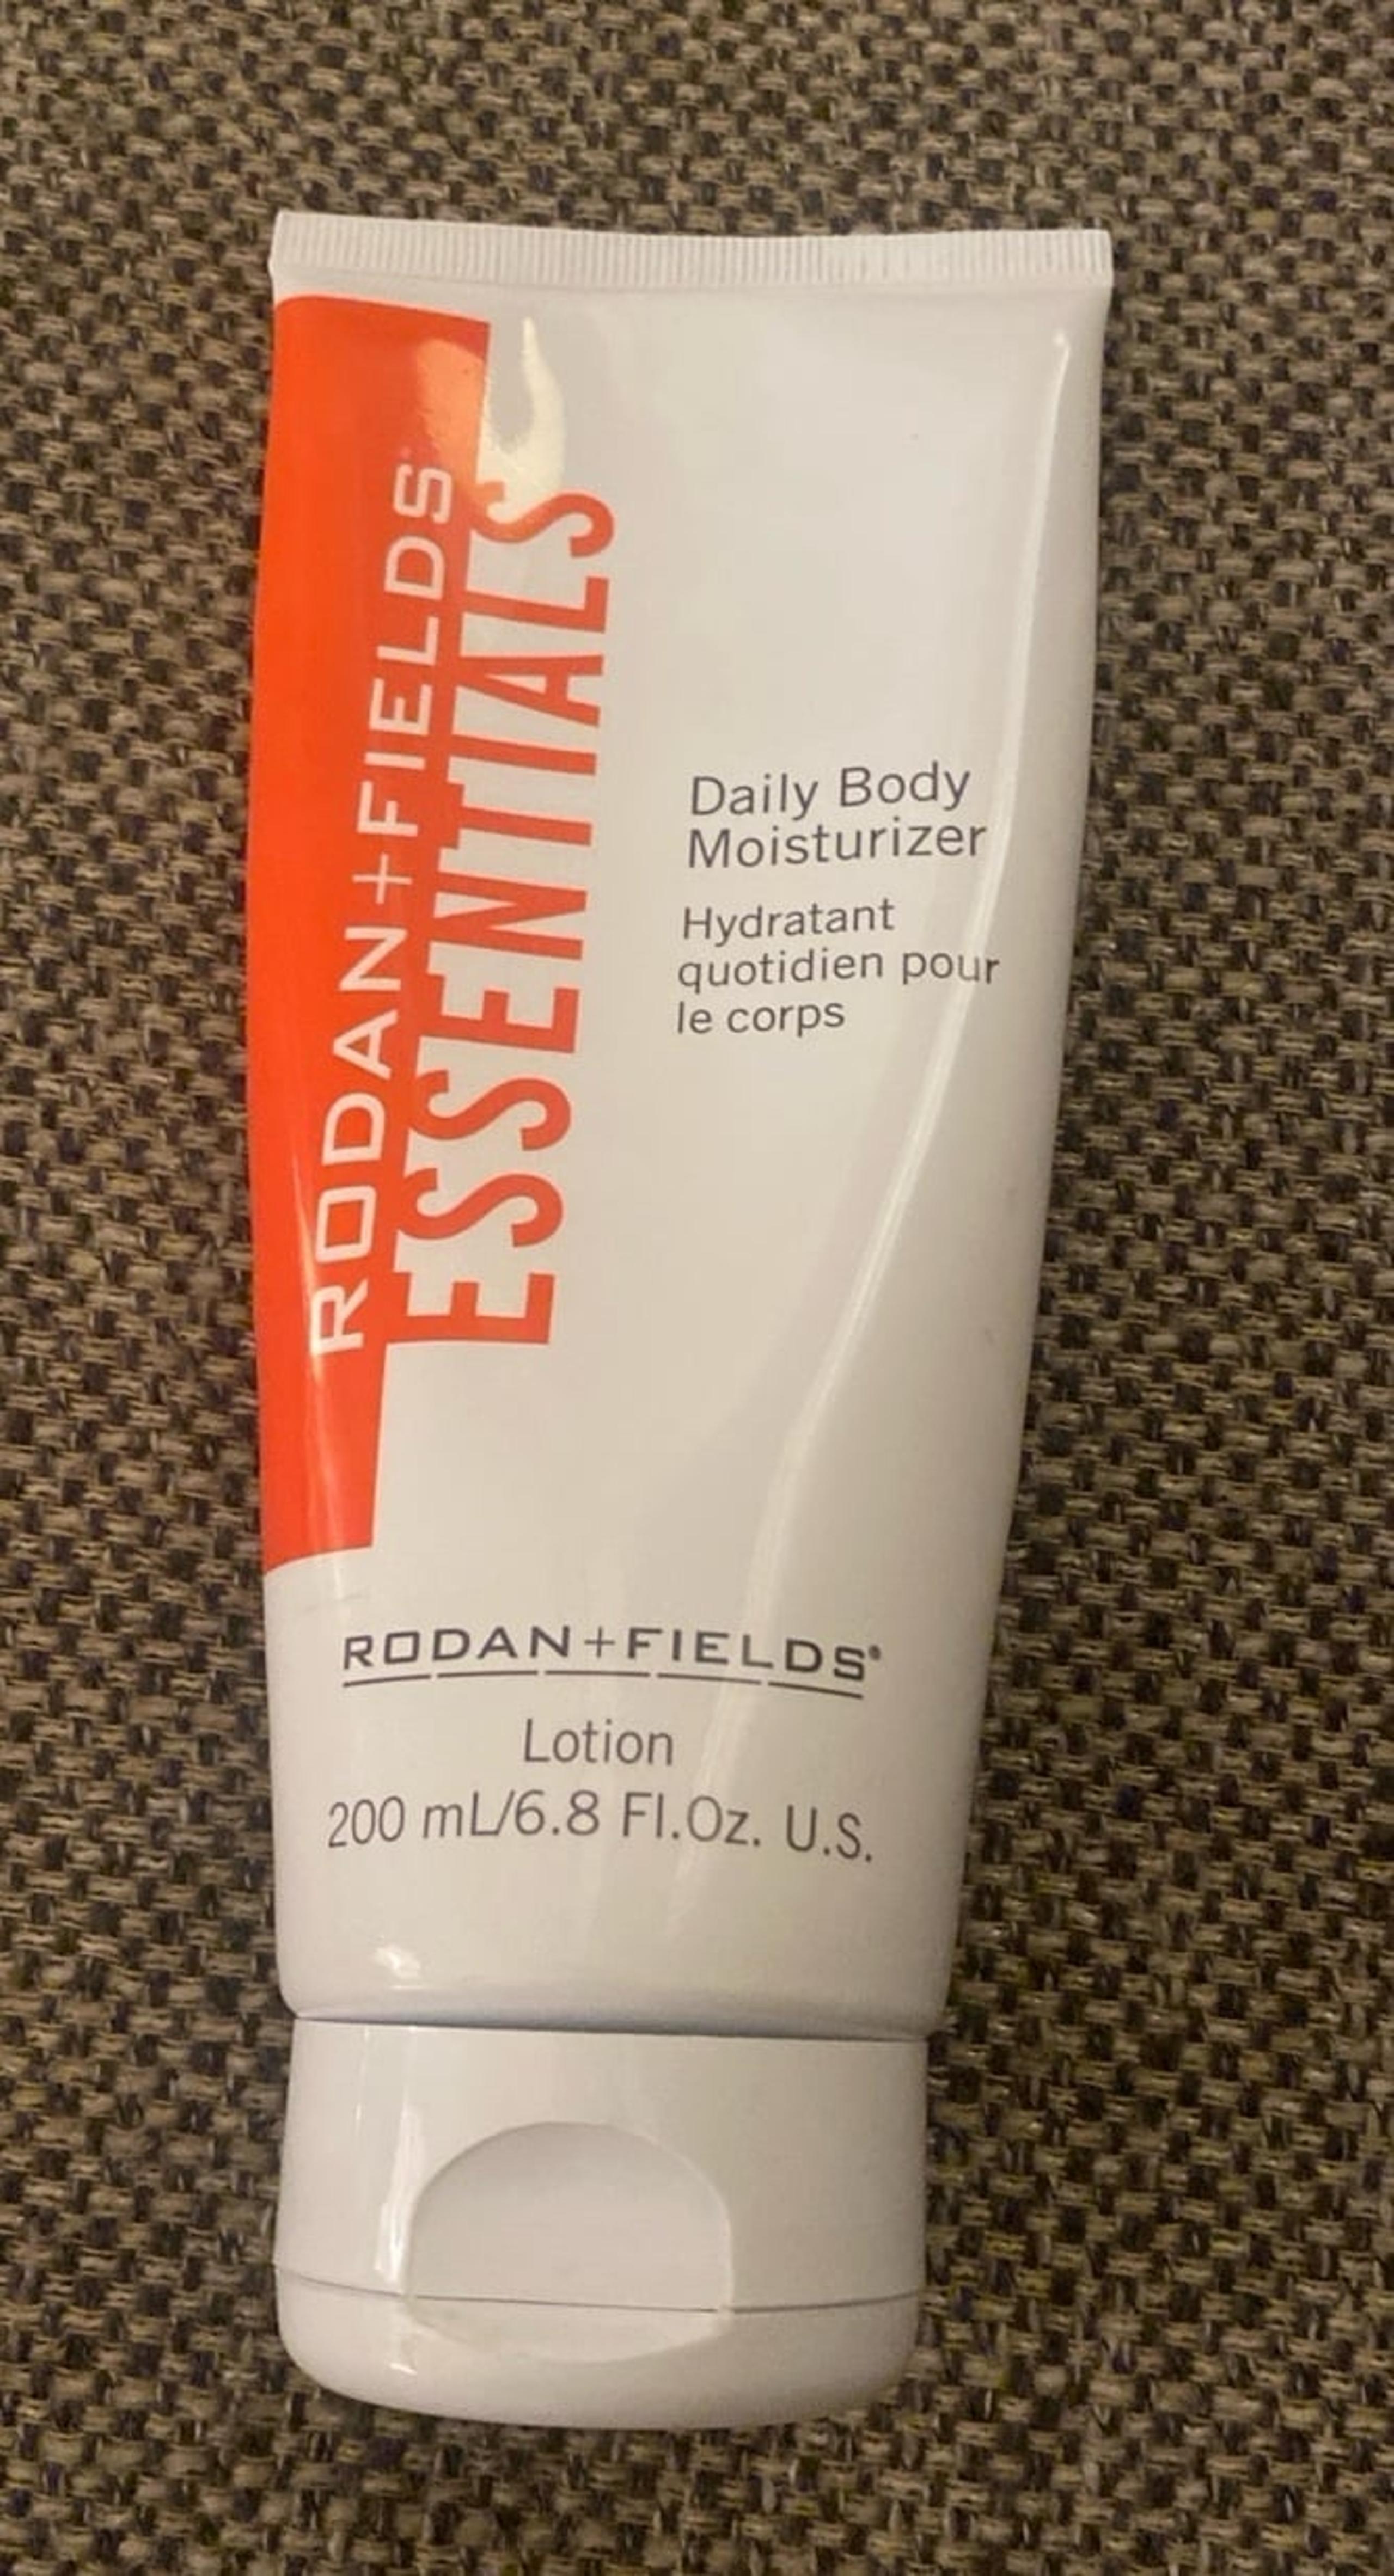 RODAN+FIELDS
ESSENTIALS
Daily Body
Moisturizer
Hydratant
quotidien pour
le corps
RODAN+FIELDS®
Lotion
200 mL/6.8 Fl.Oz. U.S.